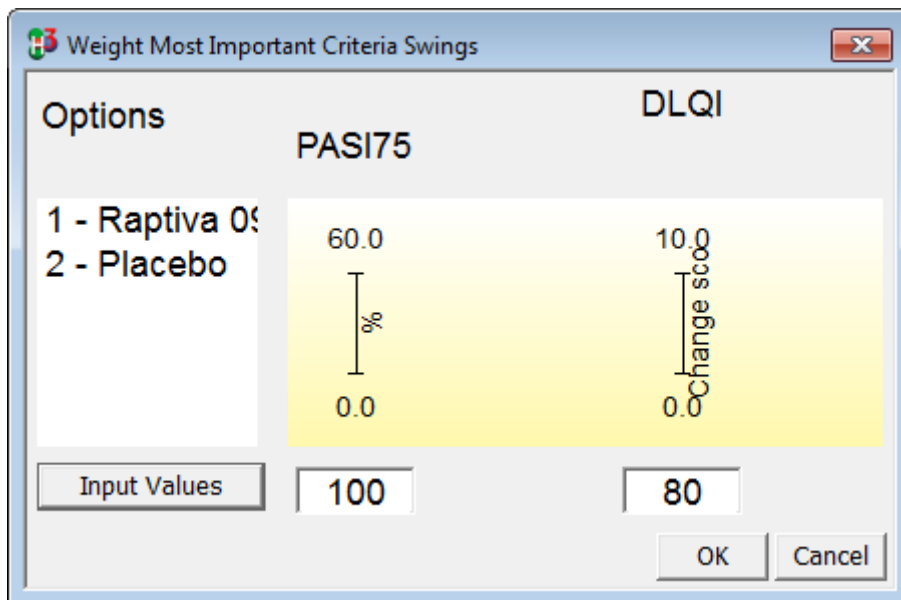 Weight Most Important Criteria Swings
Options
PASI75
DLQI
1 - Raptiva 09
2 - Placebo
60.0
%
0.0
10.0
Change sco
0.0
Input Values
100
80
OK
Cancel